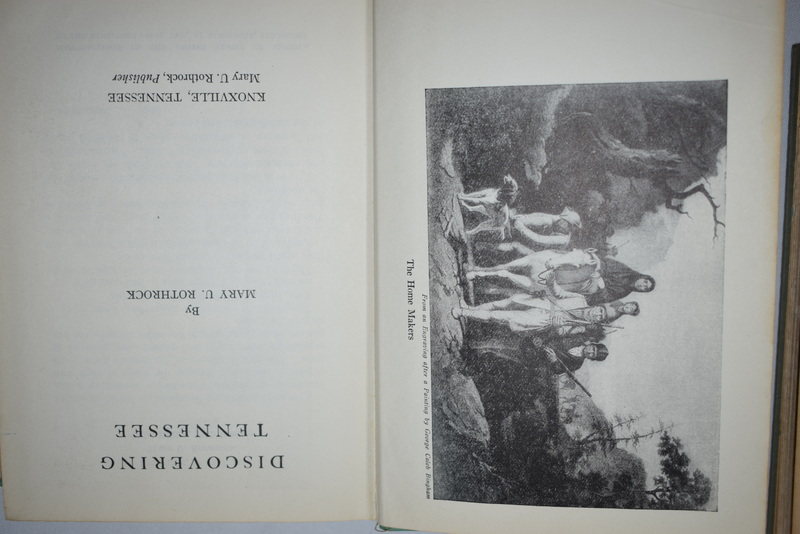 DISCOVERING
TENNESSEE
By
MARY U. ROTHROCK
KNOXVILLE, TENNESSEE
Mary U. Rothrock, Publisher
From an Engraving after a Painting by George Caleb Bingham
The Home Makers